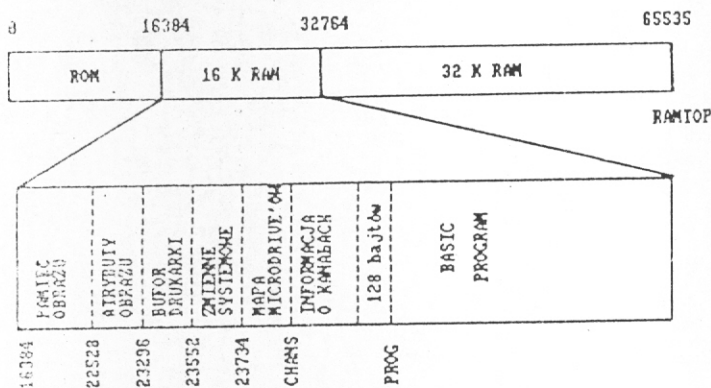 0 16384 32764 65535
ROM 16 K RAM 32 K RAM
RAMTOP
PAMIĘC
OBRAZU
ATRYBUTY
OBRAZU
BUFOR
DRUKARKI
ZMIENNE
SYSTEMOWE
MAPA
MICRODRIVE'ÓW
INFORMACJA
O KANAŁACH
128 bajtów
BASIC
PROGRAM
16384 22528 23296 23552 23734 CHANS PROG